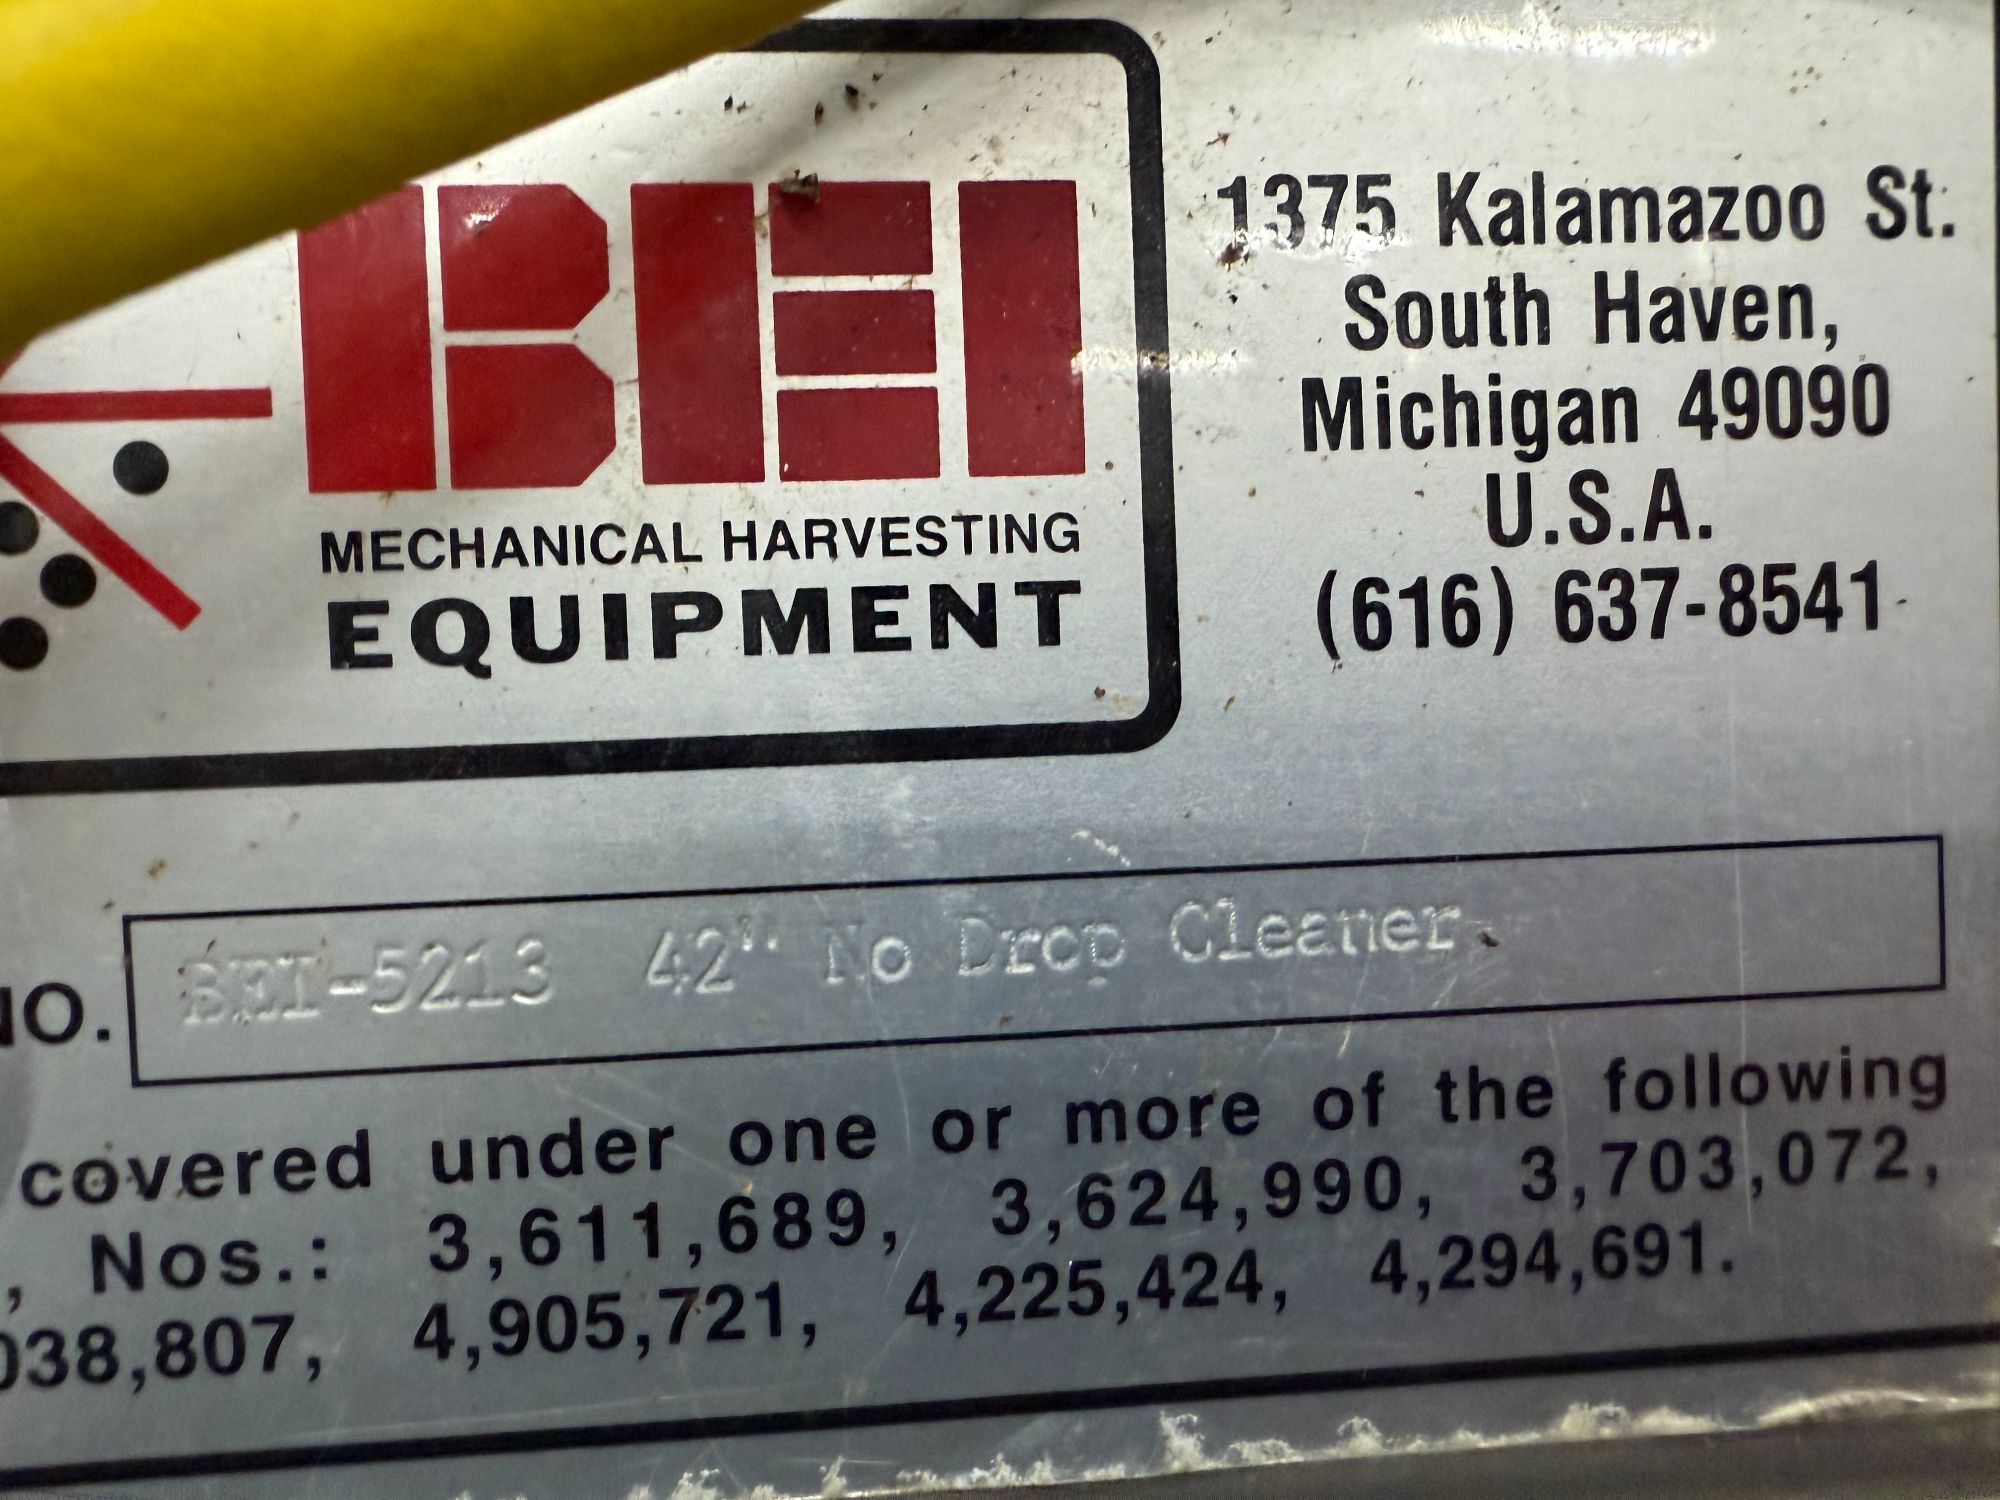 BEI
MECHANICAL HARVESTING
EQUIPMENT
1375 Kalamazoo St.
South Haven,
Michigan 49090
U.S.A.
(616) 637-8541
NO. BEI-5213 42" No Drop Cleaner
covered under one or more of the following
, Nos.: 3,611,689, 3,624,990, 3,703,072,
038,807, 4,905,721, 4,225,424, 4,294,691.